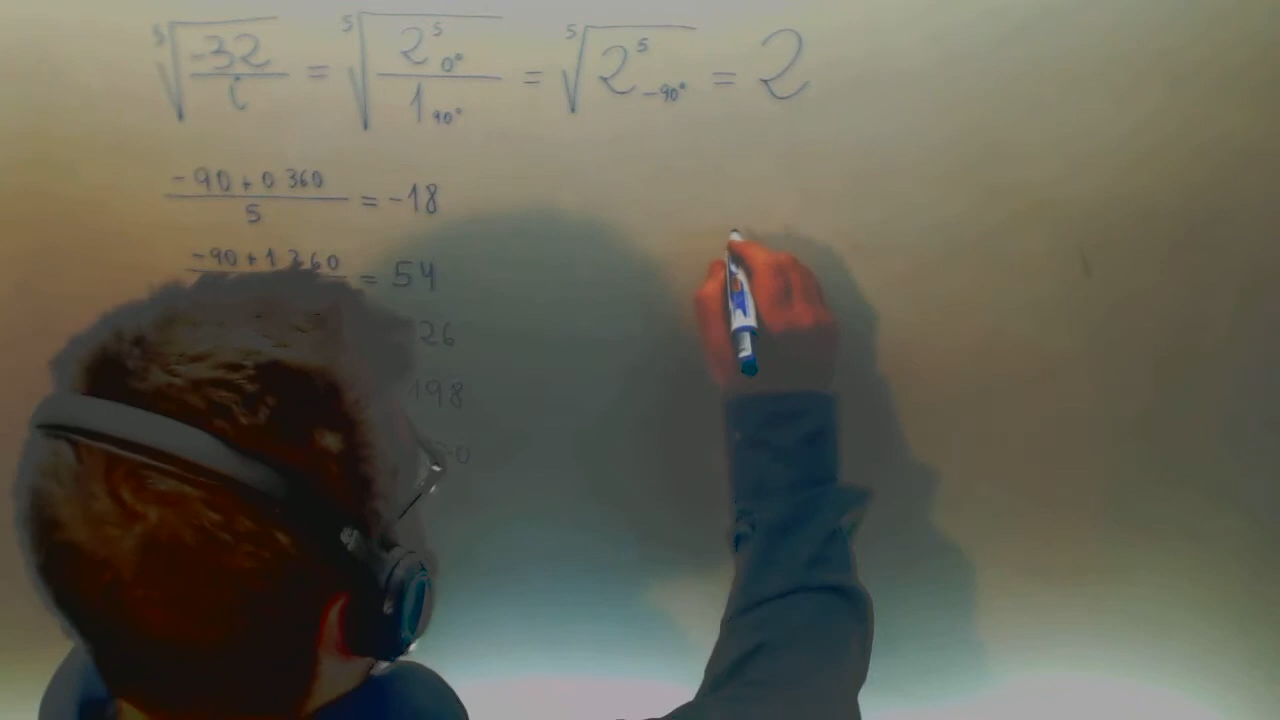 ⁵√(-32/i) = ⁵√(2⁵₀°/1₉₀°) = ⁵√(2⁵₋₉₀°) = 2
(-90+0 360)/5 = -18
-90+1 360 = 54
26
198
0